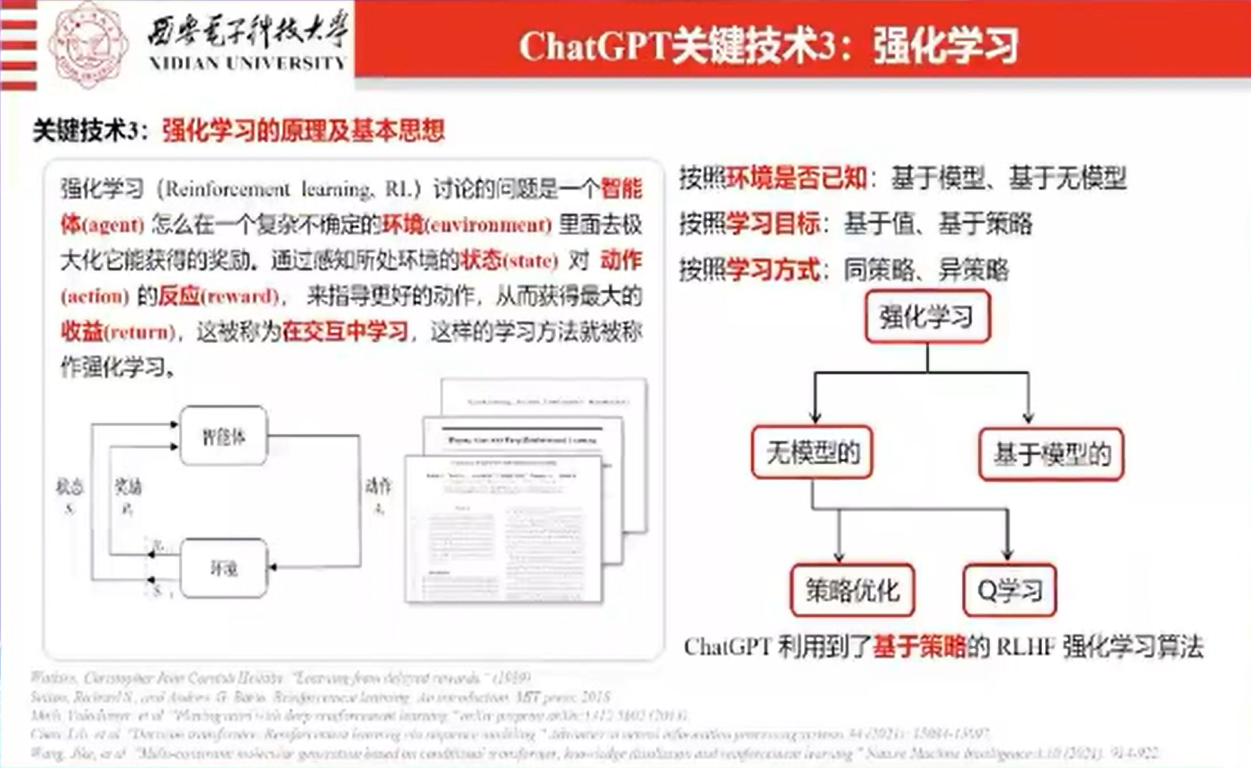 西安电子科技大学
XIDIAN UNIVERSITY
ChatGPT关键技术3：强化学习
关键技术3：强化学习的原理及基本思想
强化学习（Reinforcement learning, RL）讨论的问题是一个智能
体(agent) 怎么在一个复杂不确定的环境(environment) 里面去极
大化它能获得的奖励。通过感知所处环境的状态(state) 对 动作
(action) 的反应(reward)， 来指导更好的动作，从而获得最大的
收益(return)，这被称为在交互中学习，这样的学习方法就被称
作强化学习。
智能体
状态
奖励
动作
环境
按照环境是否已知：基于模型、基于无模型
按照学习目标：基于值、基于策略
按照学习方式：同策略、异策略
强化学习
无模型的
基于模型的
策略优化
Q学习
ChatGPT 利用到了基于策略的 RLHF 强化学习算法
Watkins, Christopher John Cornish Hellaby. "Learning from delayed rewards." (1989)
Sutton, Richard S., and Andrew G. Barto. Reinforcement learning: An introduction. MIT press, 2018
Mnih, Volodymyr, et al. "Playing atari with deep reinforcement learning." arXiv preprint arXiv:1312.5602 (2013).
Chen, Lili, et al. "Decision transformer: Reinforcement learning via sequence modeling." Advances in neural information processing systems 34 (2021): 15084-15097.
Wang, Jike, et al. "Multi-constraint molecular generation based on conditional transformer, knowledge distillation and reinforcement learning." Nature Machine Intelligence 3.10 (2021): 914-922.